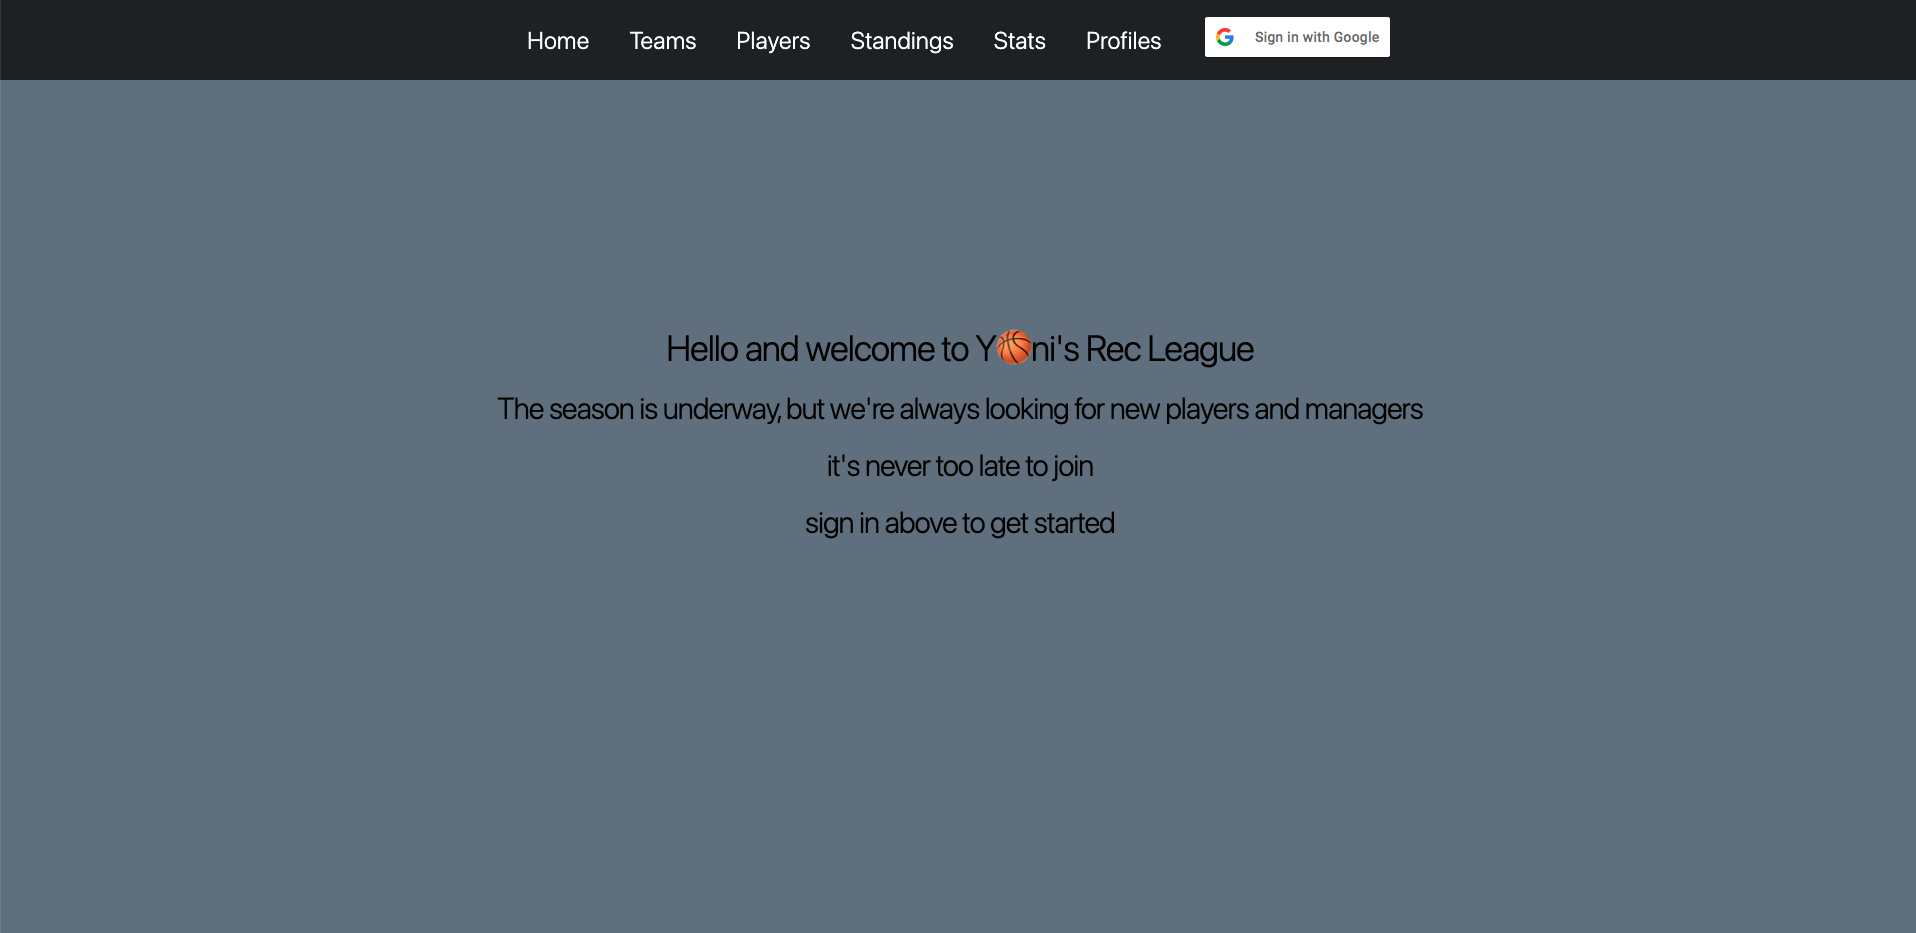 Home Teams Players Standings Stats Profiles Sign in with Google
Hello and welcome to Y🏀ni's Rec League
The season is underway, but we're always looking for new players and managers
it's never too late to join
sign in above to get started